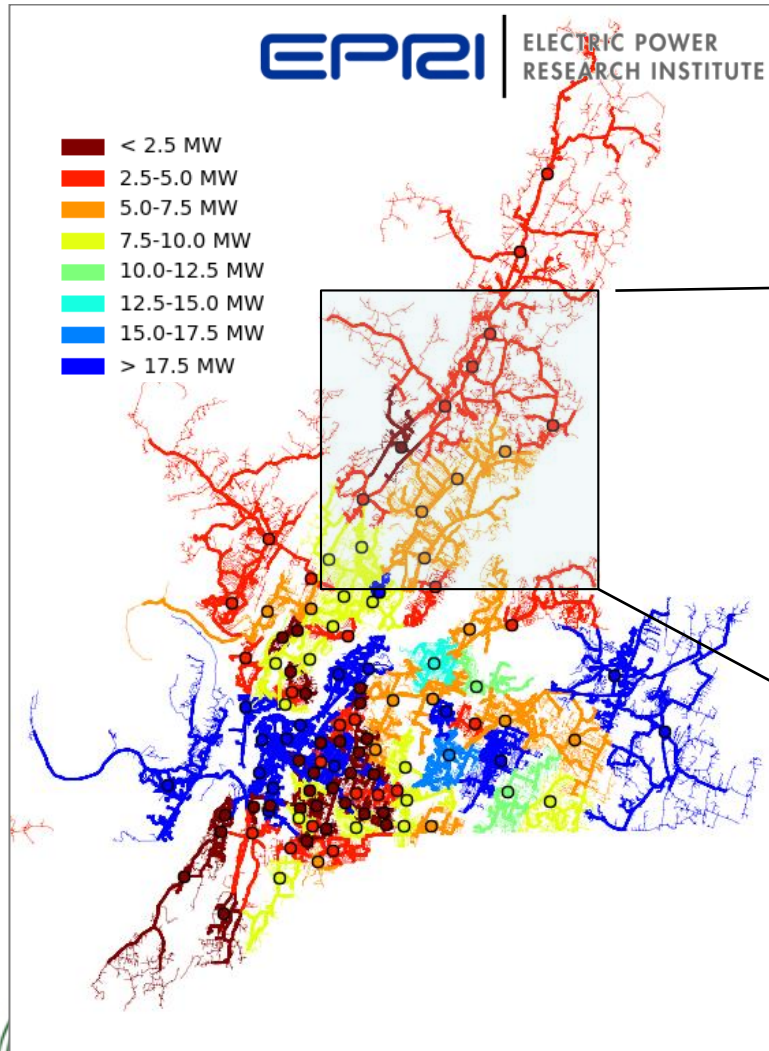 EPRI
ELECTRIC POWER
RESEARCH INSTITUTE
< 2.5 MW
2.5-5.0 MW
5.0-7.5 MW
7.5-10.0 MW
10.0-12.5 MW
12.5-15.0 MW
15.0-17.5 MW
> 17.5 MW